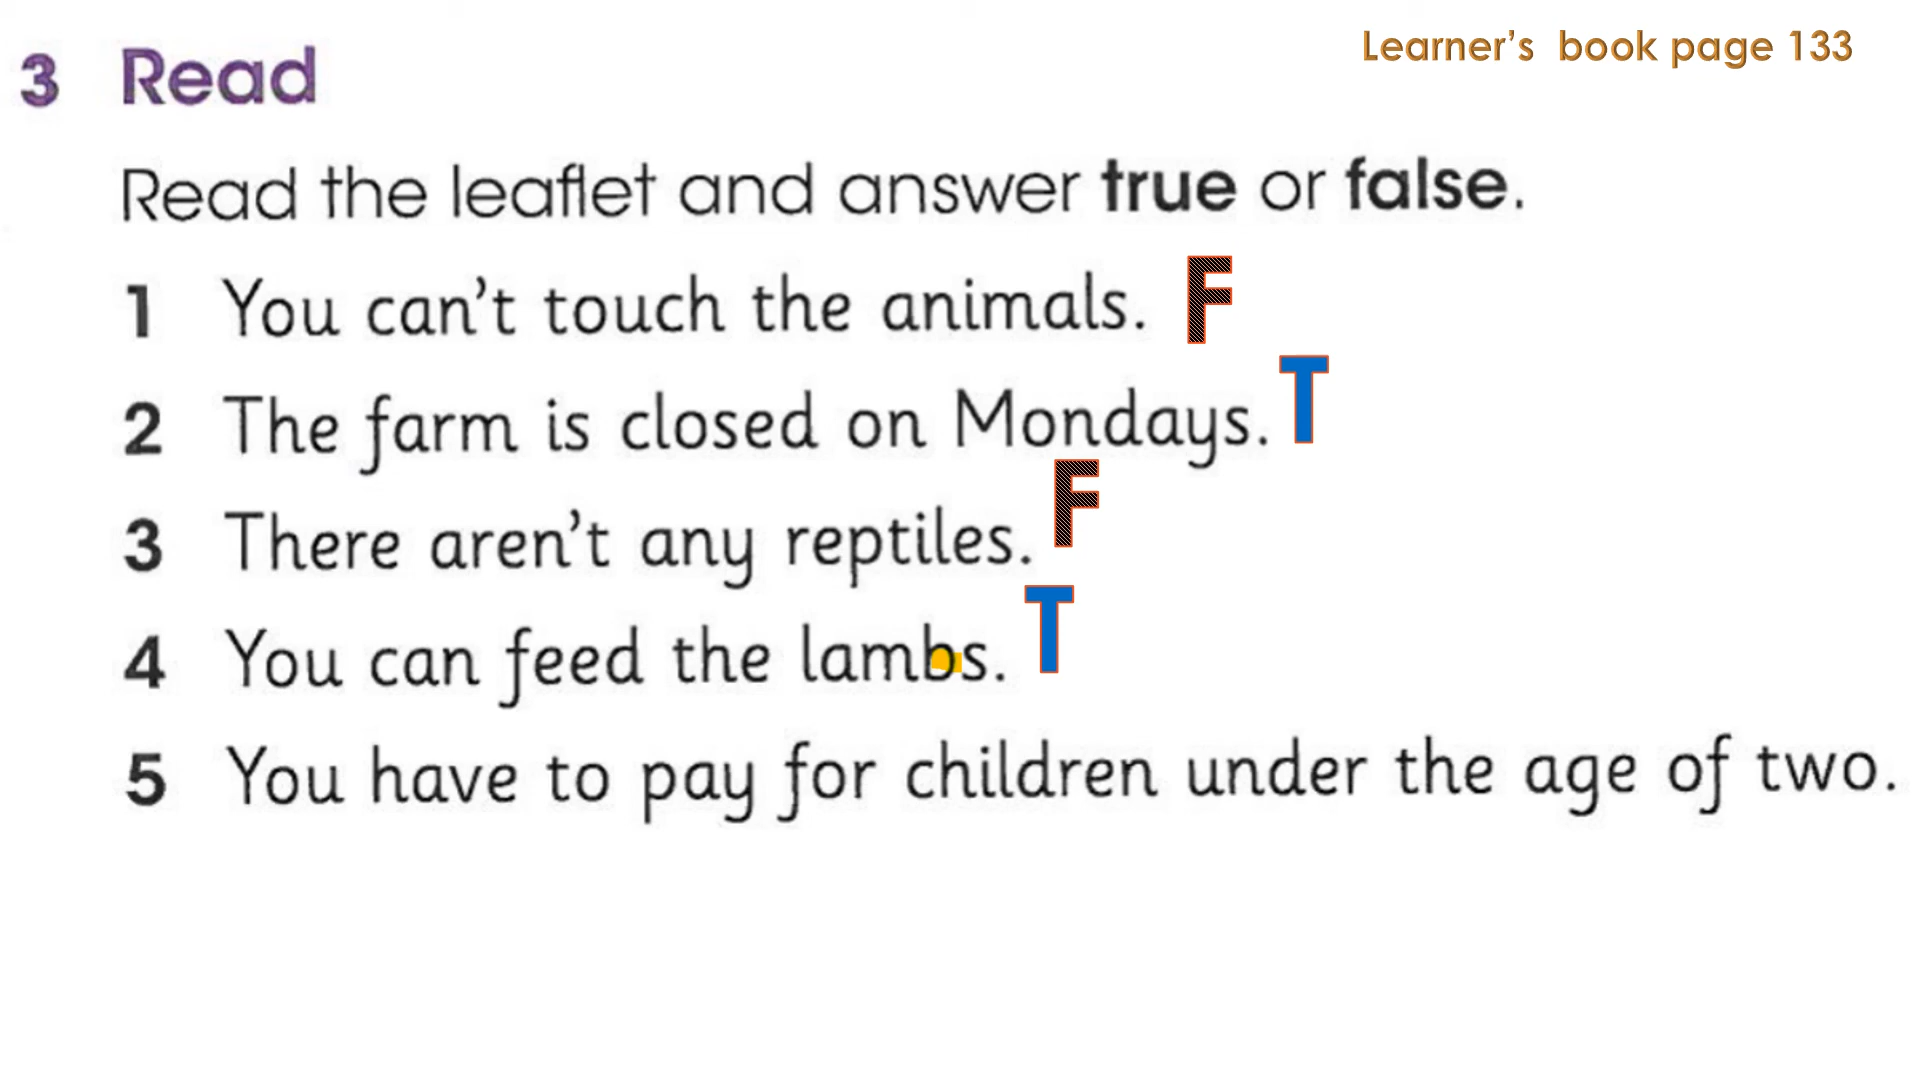 Learner's book page 133
3 Read
Read the leaflet and answer true or false.
1 You can't touch the animals. F
2 The farm is closed on Mondays. T
3 There aren't any reptiles. F
4 You can feed the lambs. T
5 You have to pay for children under the age of two.